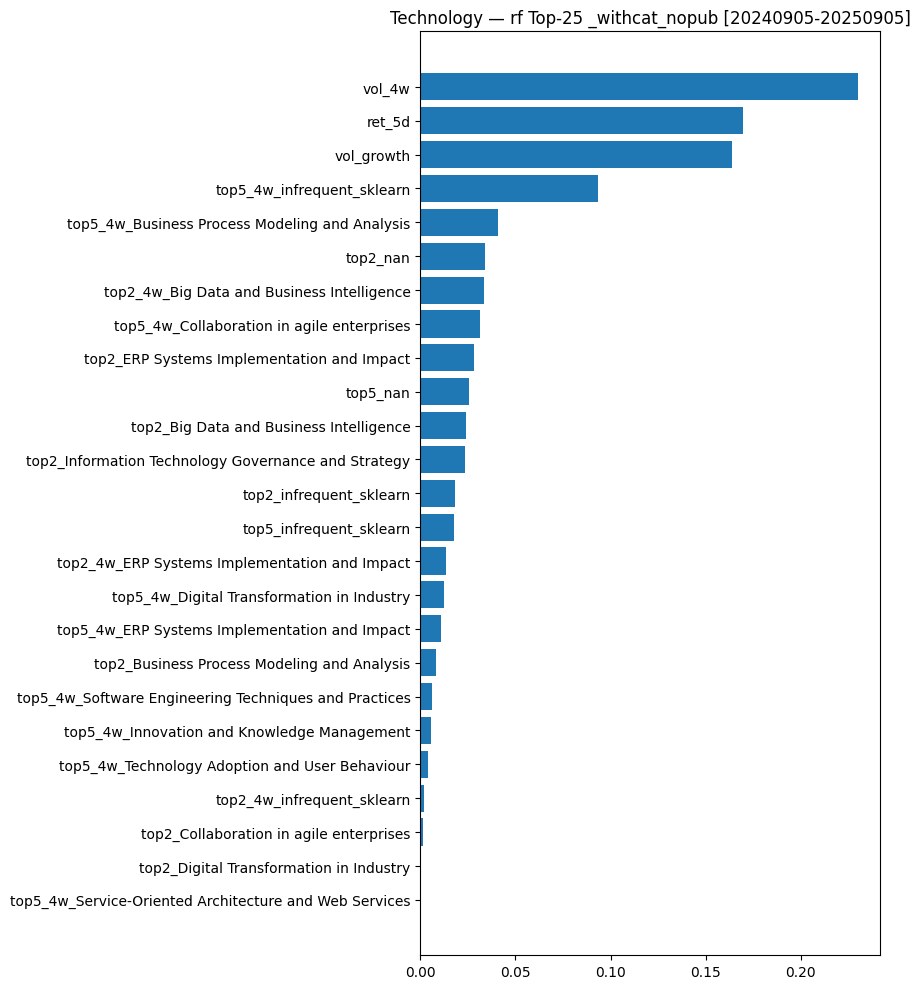 Technology — rf Top-25 _withcat_nopub [20240905-20250905]
vol_4w
ret_5d
vol_growth
top5_4w_infrequent_sklearn
top5_4w_Business Process Modeling and Analysis
top2_nan
top2_4w_Big Data and Business Intelligence
top5_4w_Collaboration in agile enterprises
top2_ERP Systems Implementation and Impact
top5_nan
top2_Big Data and Business Intelligence
top2_Information Technology Governance and Strategy
top2_infrequent_sklearn
top5_infrequent_sklearn
top2_4w_ERP Systems Implementation and Impact
top5_4w_Digital Transformation in Industry
top5_4w_ERP Systems Implementation and Impact
top2_Business Process Modeling and Analysis
top5_4w_Software Engineering Techniques and Practices
top5_4w_Innovation and Knowledge Management
top5_4w_Technology Adoption and User Behaviour
top2_4w_infrequent_sklearn
top2_Collaboration in agile enterprises
top2_Digital Transformation in Industry
top5_4w_Service-Oriented Architecture and Web Services
0.00 0.05 0.10 0.15 0.20